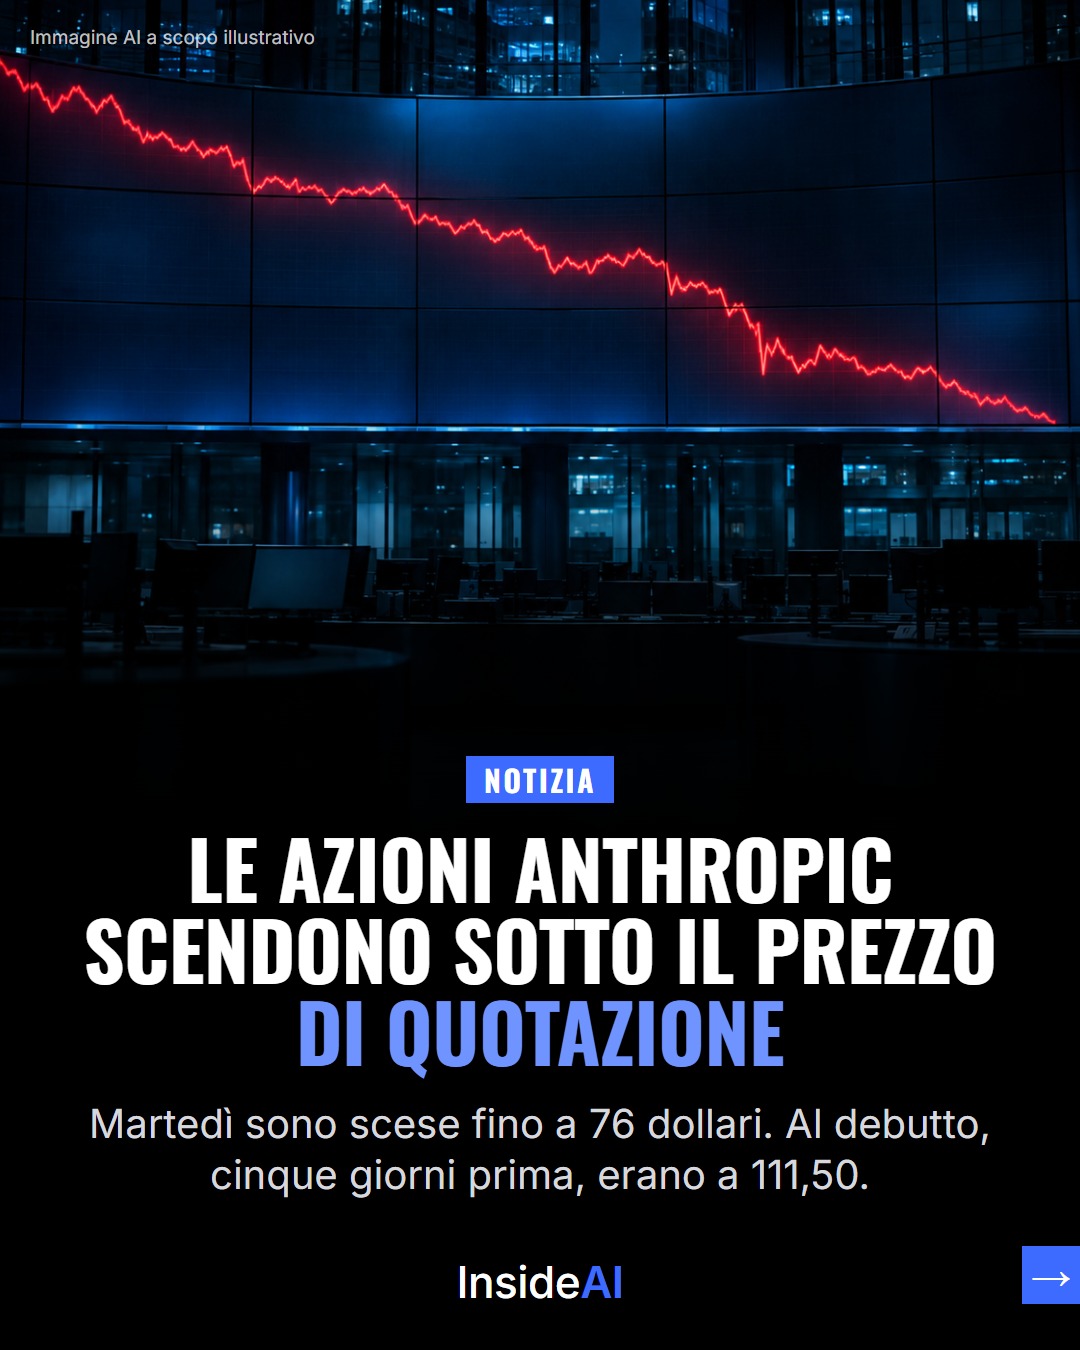 Immagine AI a scopo illustrativo
NOTIZIA
LE AZIONI ANTHROPIC
SCENDONO SOTTO IL PREZZO
DI QUOTAZIONE
Martedì sono scese fino a 76 dollari. Al debutto,
cinque giorni prima, erano a 111,50.
InsideAI
→